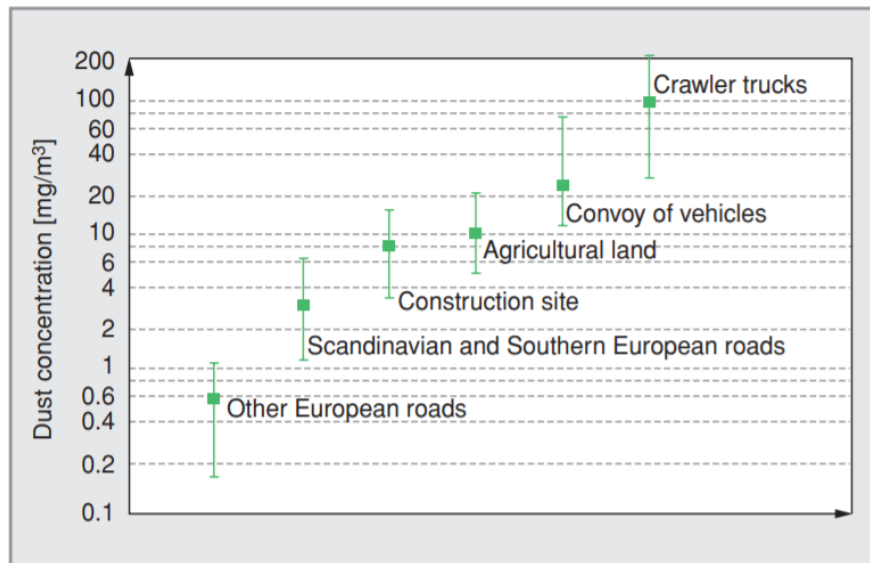 Dust concentration [mg/m³]
200
100
60
40
20
10
6
4
2
1
0.6
0.4
0.2
0.1
Crawler trucks
Convoy of vehicles
Agricultural land
Construction site
Scandinavian and Southern European roads
Other European roads